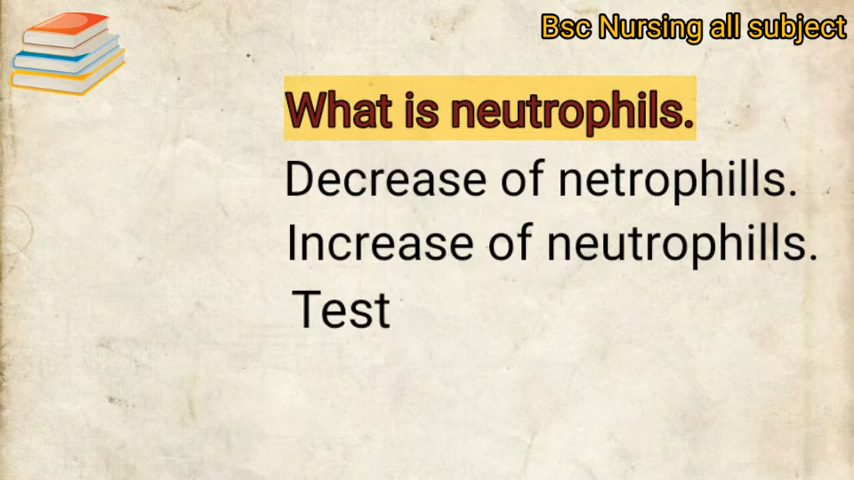 Bsc Nursing all subject
What is neutrophils.
Decrease of netrophills.
Increase of neutrophills.
Test